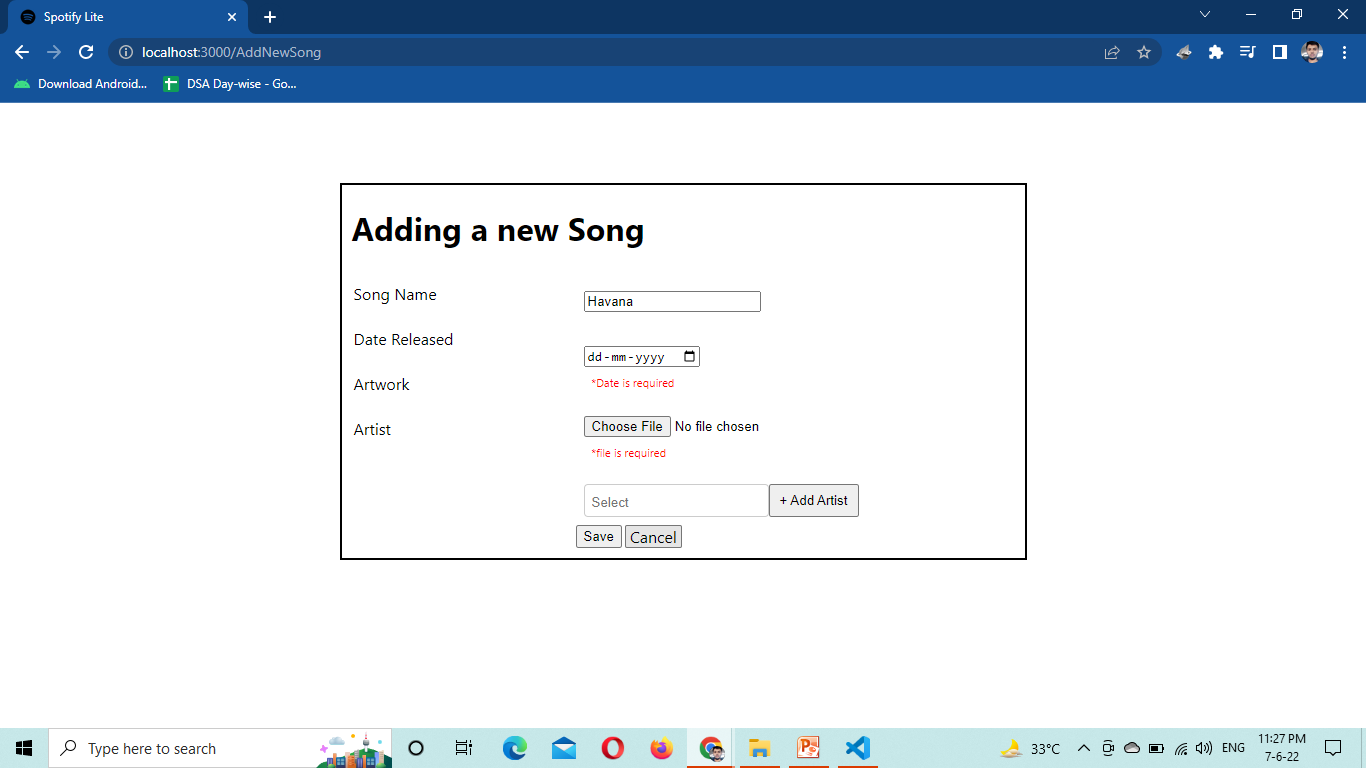 Spotify Lite
localhost:3000/AddNewSong
Download Android...
DSA Day-wise - Go...
Adding a new Song
Song Name
Havana
Date Released
dd-mm-yyyy
*Date is required
Artwork
Choose File No file chosen
*file is required
Artist
Select
+ Add Artist
Save
Cancel
Type here to search
33°C
ENG
11:27 PM
7-6-22